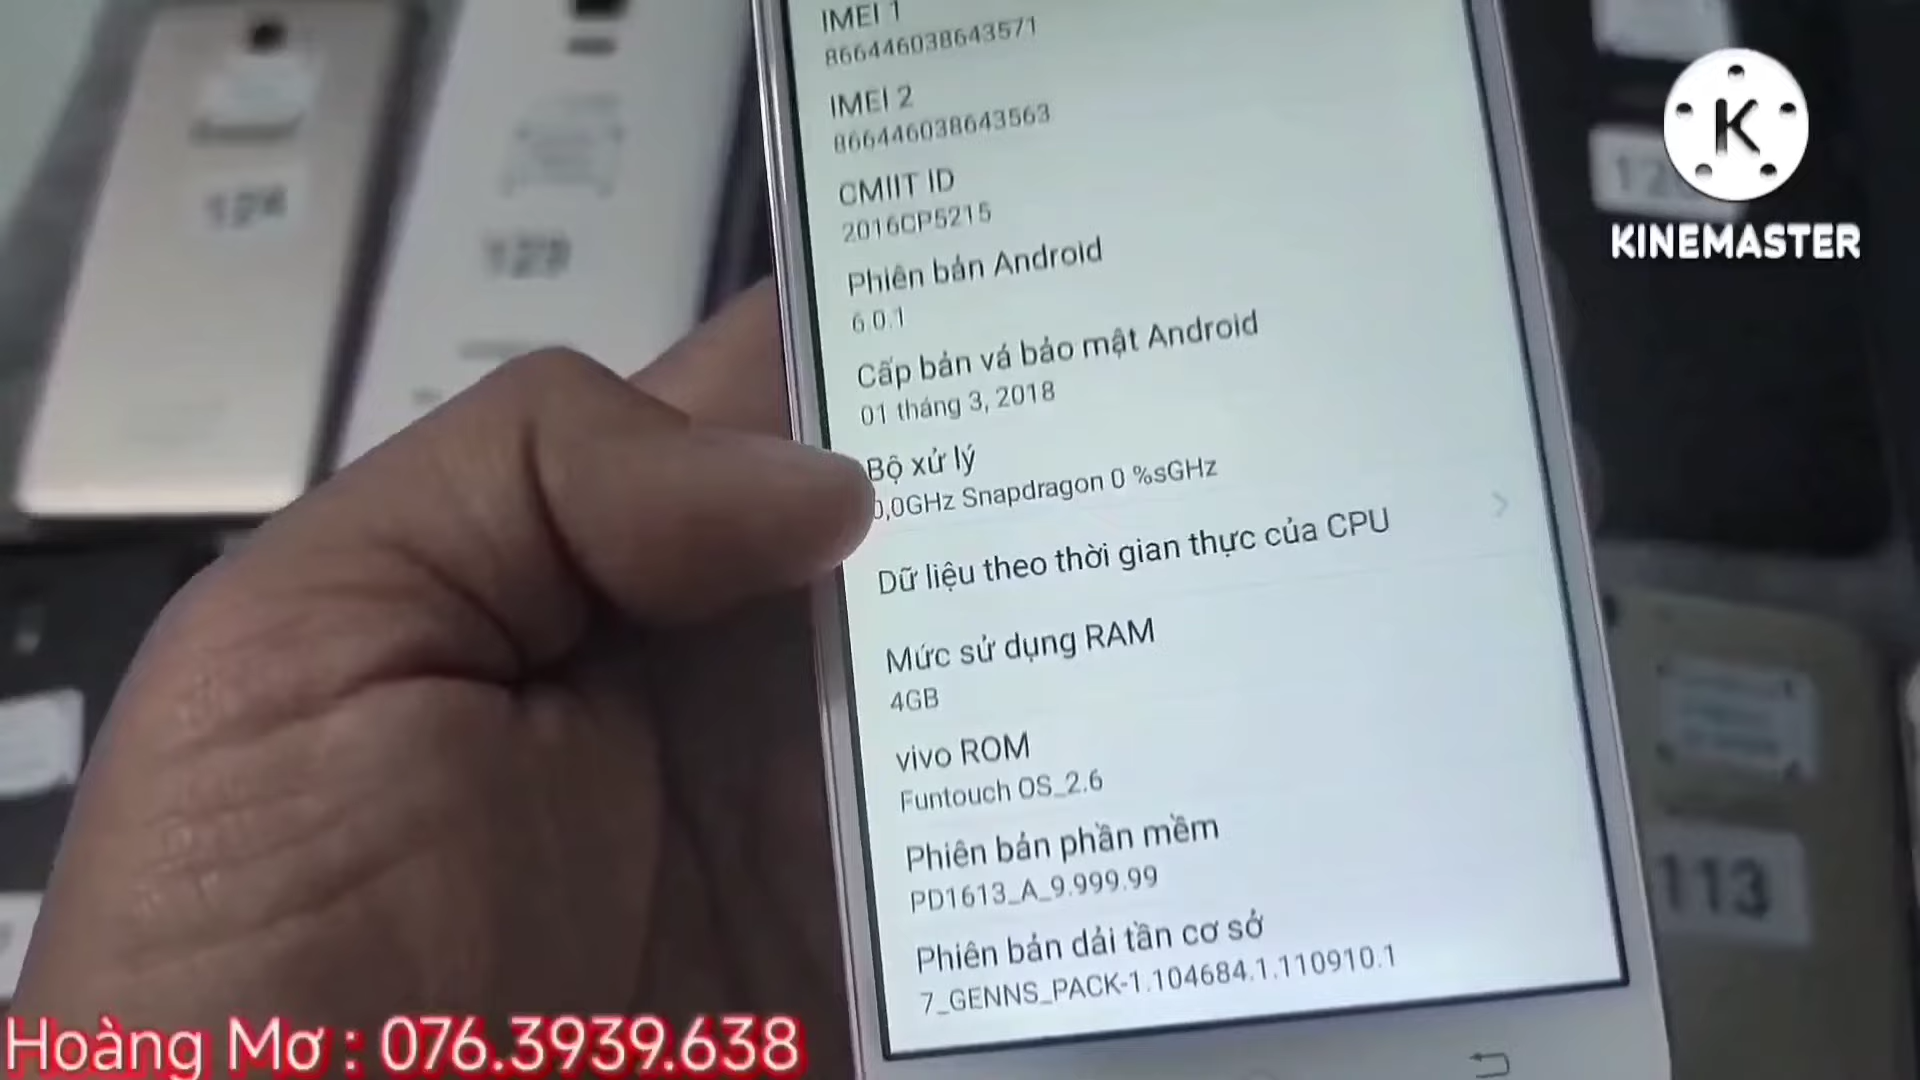 IMEI 1
866446038643571
IMEI 2
866446038643563
CMIIT ID
2016CP5215
Phiên bản Android
6.0.1
Cấp bản vá bảo mật Android
01 tháng 3, 2018
Bộ xử lý
0,0GHz Snapdragon 0 %sGHz
Dữ liệu theo thời gian thực của CPU
Mức sử dụng RAM
4GB
vivo ROM
Funtouch OS_2.6
Phiên bản phần mềm
PD1613_A_9.999.99
Phiên bản dải tần cơ sở
7_GENNS_PACK-1.104684.1.110910.1
K
KINEMASTER
124
123
113
Hoàng Mơ : 076.3939.638